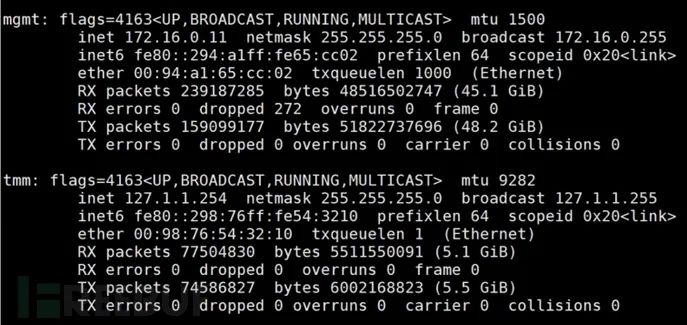 mgmt: flags=4163<UP,BROADCAST,RUNNING,MULTICAST>  mtu 1500
        inet 172.16.0.11  netmask 255.255.255.0  broadcast 172.16.0.255
        inet6 fe80::294:a1ff:fe65:cc02  prefixlen 64  scopeid 0x20<link>
        ether 00:94:a1:65:cc:02  txqueuelen 1000  (Ethernet)
        RX packets 239187285  bytes 48516502747 (45.1 GiB)
        RX errors 0  dropped 272  overruns 0  frame 0
        TX packets 159099177  bytes 51822737696 (48.2 GiB)
        TX errors 0  dropped 0 overruns 0  carrier 0  collisions 0

tmm: flags=4163<UP,BROADCAST,RUNNING,MULTICAST>  mtu 9282
        inet 127.1.1.254  netmask 255.255.255.0  broadcast 127.1.1.255
        inet6 fe80::298:76ff:fe54:3210  prefixlen 64  scopeid 0x20<link>
        ether 00:98:76:54:32:10  txqueuelen 1  (Ethernet)
        RX packets 77504830  bytes 5511550091 (5.1 GiB)
        RX errors 0  dropped 0  overruns 0  frame 0
        TX packets 74586827  bytes 6002168823 (5.5 GiB)
        TX errors 0  dropped 0 overruns 0  carrier 0  collisions 0
FREEBUF